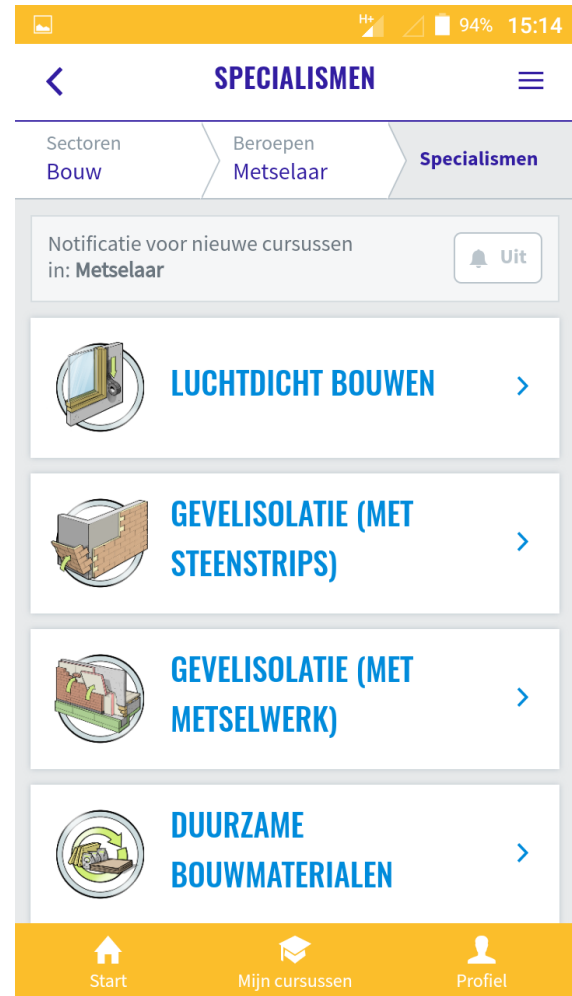 H+ 94% 15:14
SPECIALISMEN
Sectoren
Bouw
Beroepen
Metselaar
Specialismen
Notificatie voor nieuwe cursussen
in: Metselaar
Uit
LUCHTDICHT BOUWEN
GEVELISOLATIE (MET
STEENSTRIPS)
GEVELISOLATIE (MET
METSELWERK)
DUURZAME
BOUWMATERIALEN
Start
Mijn cursussen
Profiel